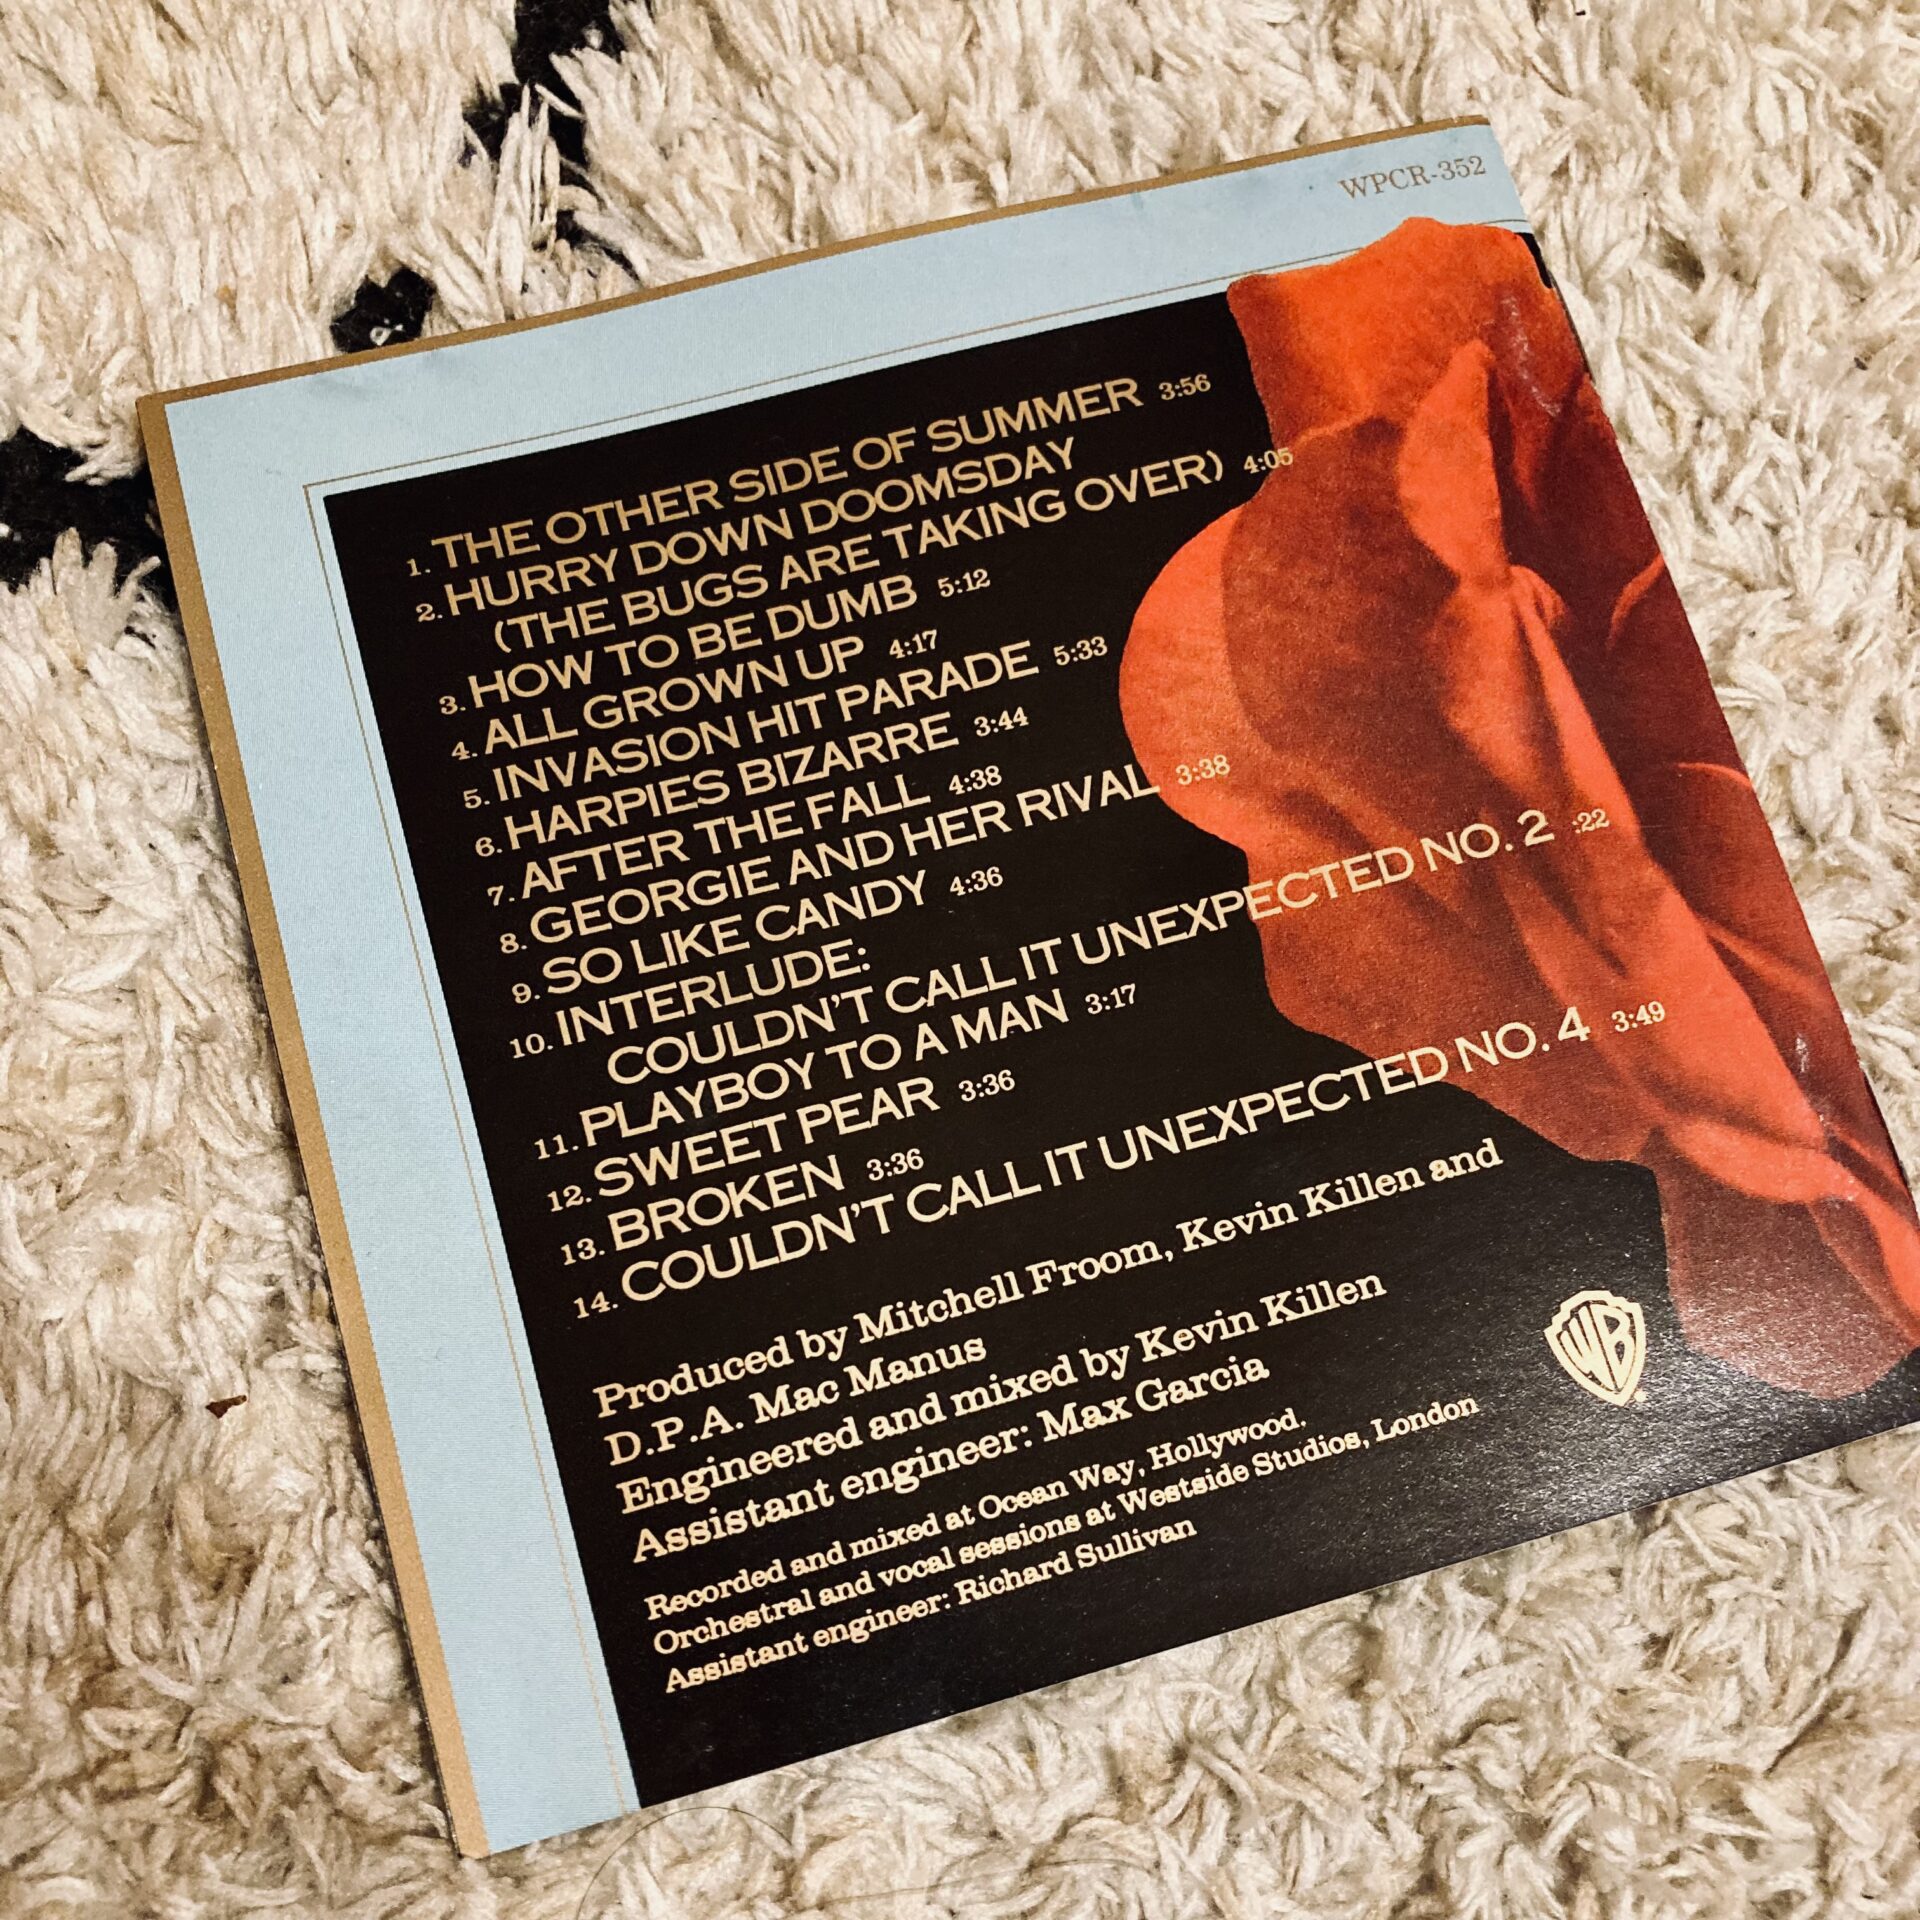 WPCR-352
1. THE OTHER SIDE OF SUMMER 3:56
2. HURRY DOWN DOOMSDAY
(THE BUGS ARE TAKING OVER) 4:05
3. HOW TO BE DUMB 5:12
4. ALL GROWN UP 4:17
5. INVASION HIT PARADE 5:33
6. HARPIES BIZARRE 3:44
7. AFTER THE FALL 4:38
8. GEORGIE AND HER RIVAL 3:38
9. SO LIKE CANDY 4:36
10. INTERLUDE:
COULDN'T CALL IT UNEXPECTED NO. 2 :22
11. PLAYBOY TO A MAN 3:17
12. SWEET PEAR 3:36
13. BROKEN 3:36
14. COULDN'T CALL IT UNEXPECTED NO. 4 3:49
Produced by Mitchell Froom, Kevin Killen and
D.P.A. Mac Manus
Engineered and mixed by Kevin Killen
Assistant engineer: Max Garcia
Recorded and mixed at Ocean Way, Hollywood.
Orchestral and vocal sessions at Westside Studios, London
Assistant engineer: Richard Sullivan
WB